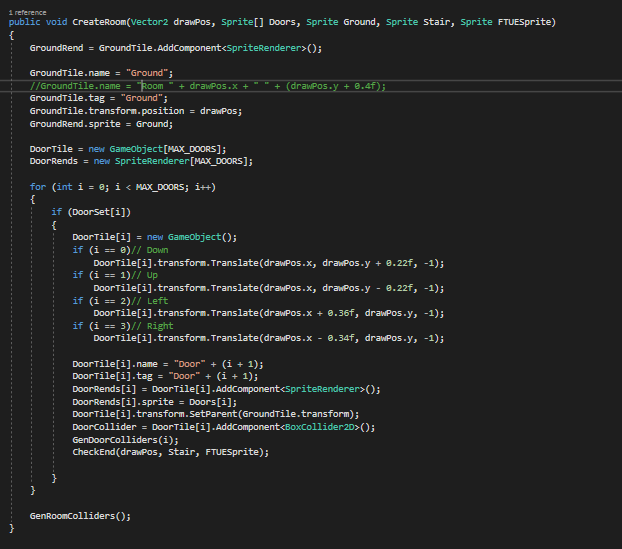 1 reference
public void CreateRoom(Vector2 drawPos, Sprite[] Doors, Sprite Ground, Sprite Stair, Sprite FTUESprite)
{
GroundRend = GroundTile.AddComponent<SpriteRenderer>();
GroundTile.name = "Ground";
//GroundTile.name = "Room " + drawPos.x + " " + (drawPos.y + 0.4f);
GroundTile.tag = "Ground";
GroundTile.transform.position = drawPos;
GroundRend.sprite = Ground;
DoorTile = new GameObject[MAX_DOORS];
DoorRends = new SpriteRenderer[MAX_DOORS];
for (int i = 0; i < MAX_DOORS; i++)
{
if (DoorSet[i])
{
DoorTile[i] = new GameObject();
if (i == 0)// Down
DoorTile[i].transform.Translate(drawPos.x, drawPos.y + 0.22f, -1);
if (i == 1)// Up
DoorTile[i].transform.Translate(drawPos.x, drawPos.y - 0.22f, -1);
if (i == 2)// Left
DoorTile[i].transform.Translate(drawPos.x + 0.36f, drawPos.y, -1);
if (i == 3)// Right
DoorTile[i].transform.Translate(drawPos.x - 0.34f, drawPos.y, -1);
DoorTile[i].name = "Door" + (i + 1);
DoorTile[i].tag = "Door" + (i + 1);
DoorRends[i] = DoorTile[i].AddComponent<SpriteRenderer>();
DoorRends[i].sprite = Doors[i];
DoorTile[i].transform.SetParent(GroundTile.transform);
DoorCollider = DoorTile[i].AddComponent<BoxCollider2D>();
GenDoorColliders(i);
CheckEnd(drawPos, Stair, FTUESprite);
}
}
GenRoomColliders();
}